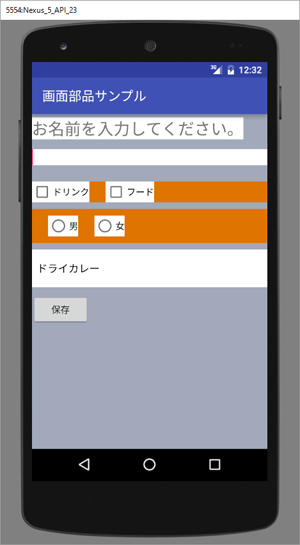 5554:Nexus_5_API_23
3G 12:32
画面部品サンプル
お名前を入力してください。
ドリンク フード
男 女
ドライカレー
保存